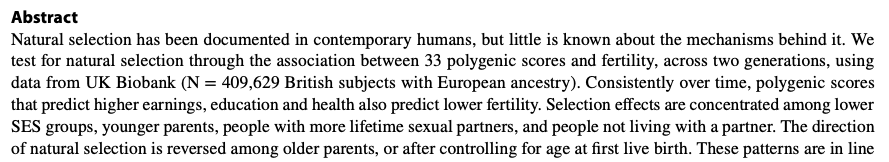 Abstract
Natural selection has been documented in contemporary humans, but little is known about the mechanisms behind it. We
test for natural selection through the association between 33 polygenic scores and fertility, across two generations, using
data from UK Biobank (N = 409,629 British subjects with European ancestry). Consistently over time, polygenic scores
that predict higher earnings, education and health also predict lower fertility. Selection effects are concentrated among lower
SES groups, younger parents, people with more lifetime sexual partners, and people not living with a partner. The direction
of natural selection is reversed among older parents, or after controlling for age at first live birth. These patterns are in line